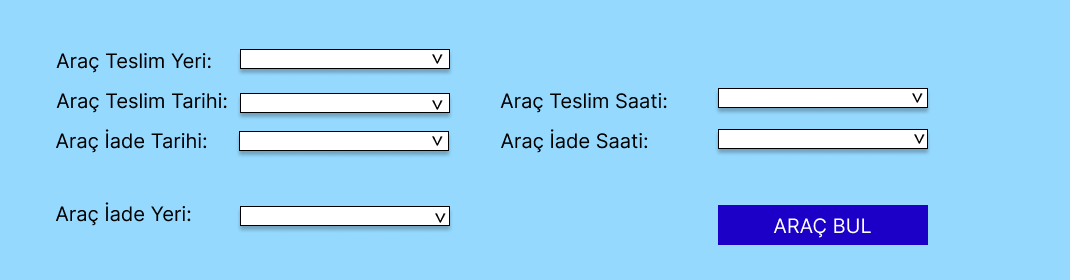 Araç Teslim Yeri:
Araç Teslim Tarihi:
Araç Teslim Saati:
Araç İade Tarihi:
Araç İade Saati:
Araç İade Yeri:
ARAÇ BUL